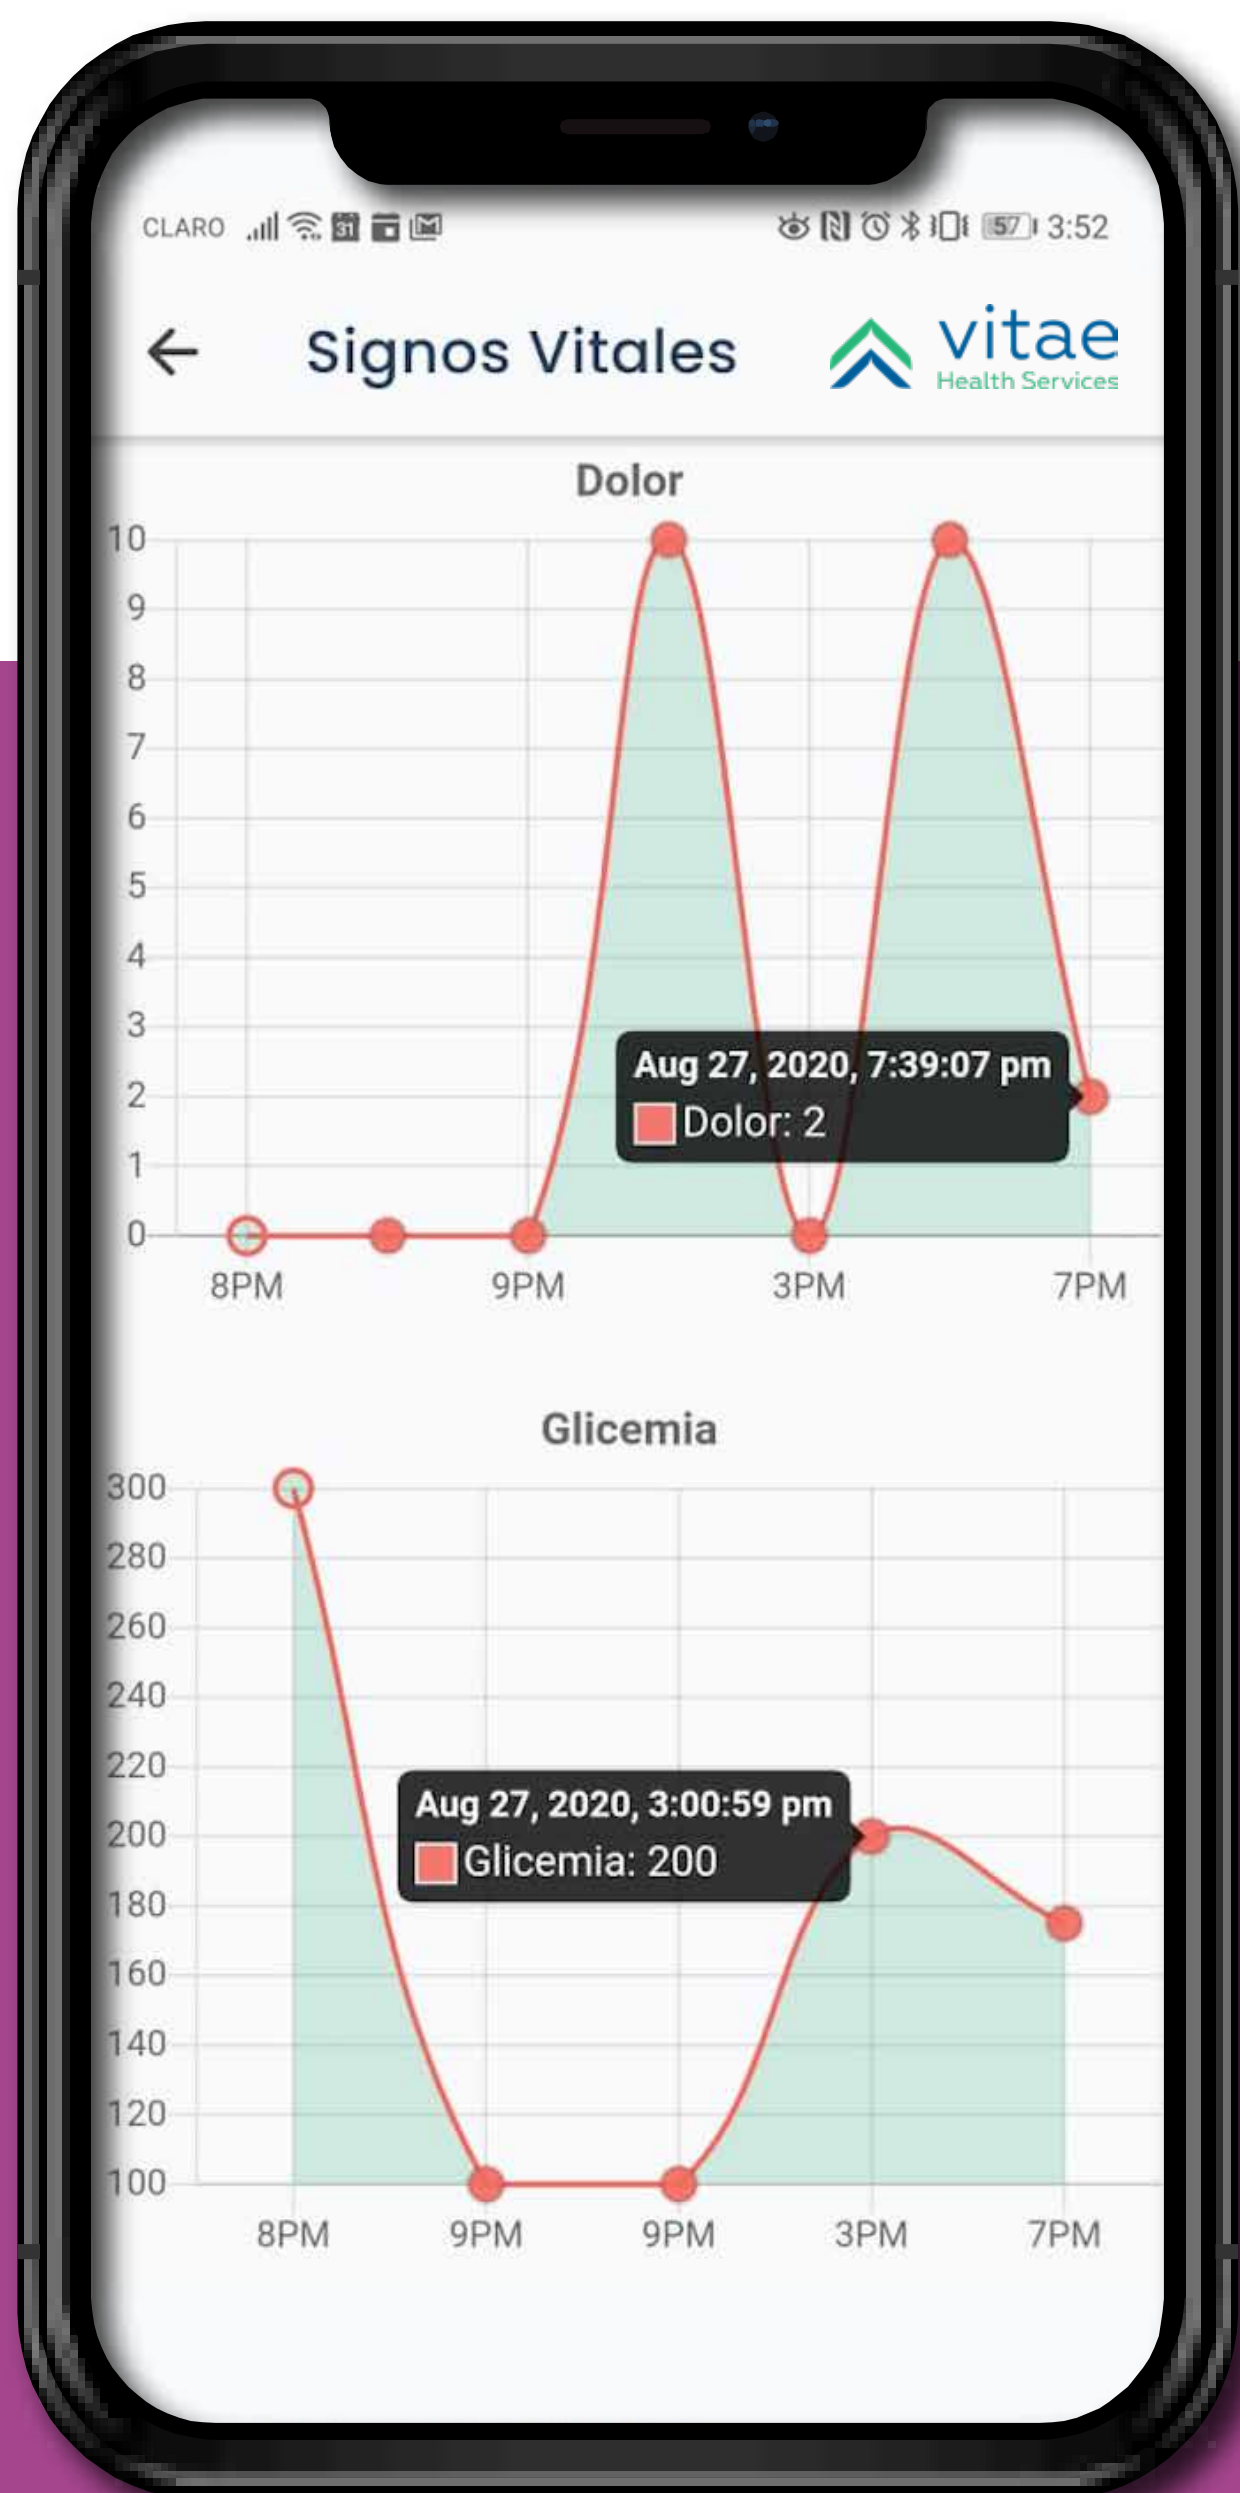 CLARO 31 57 3:52
Signos Vitales
vitae
Health Services
Dolor
10
9
8
7
6
5
4
3
2
1
0
Aug 27, 2020, 7:39:07 pm
Dolor: 2
8PM 9PM 3PM 7PM
Glicemia
300
280
260
240
220
200
180
160
140
120
100
Aug 27, 2020, 3:00:59 pm
Glicemia: 200
8PM 9PM 9PM 3PM 7PM